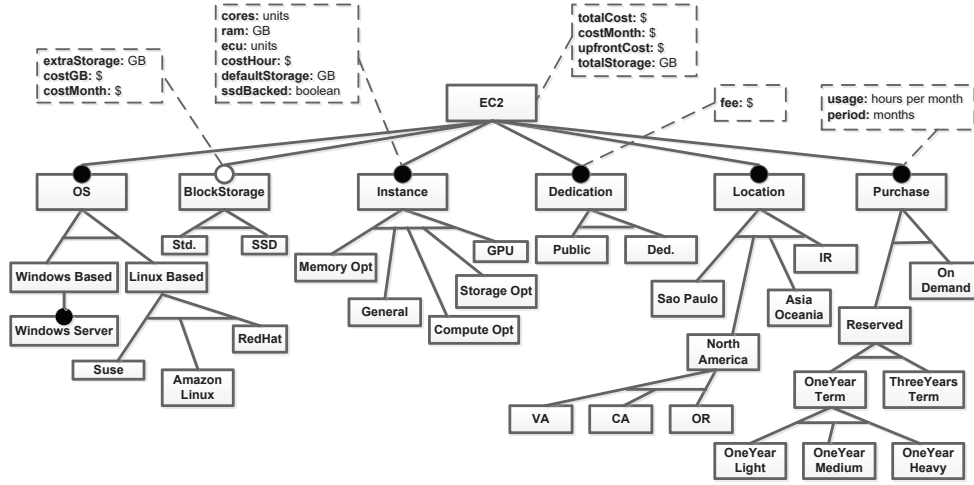 extraStorage: GB
costGB: $
costMonth: $
cores: units
ram: GB
ecu: units
costHour: $
defaultStorage: GB
ssdBacked: boolean
totalCost: $
costMonth: $
upfrontCost: $
totalStorage: GB
fee: $
usage: hours per month
period: months
EC2
OS
BlockStorage
Instance
Dedication
Location
Purchase
Std.
SSD
GPU
Public
Ded.
IR
Windows Based
Linux Based
Memory Opt
Storage Opt
General
Compute Opt
Sao Paulo
Asia
Oceania
On
Demand
Windows Server
RedHat
Suse
Amazon
Linux
North
America
Reserved
VA
CA
OR
OneYear
Term
ThreeYears
Term
OneYear
Light
OneYear
Medium
OneYear
Heavy